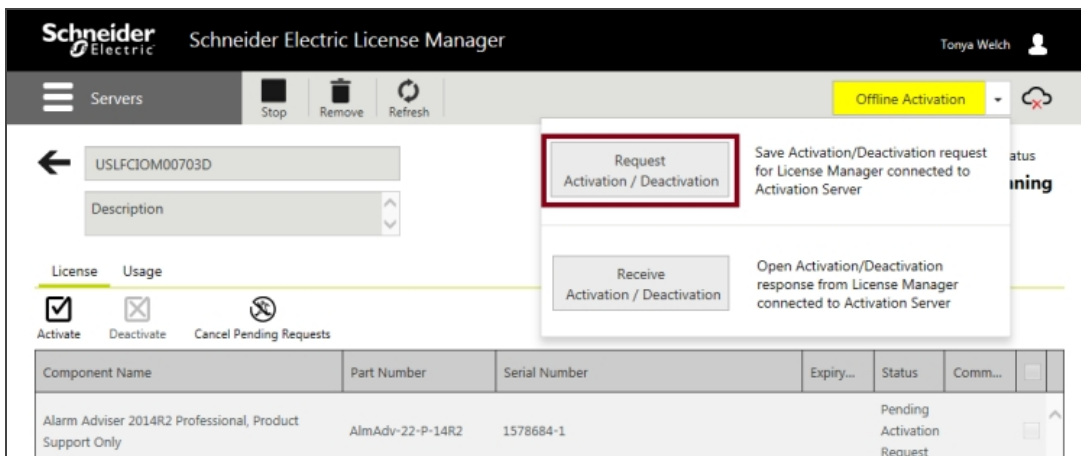 Schneider Electric
Schneider Electric License Manager
Tonya Welch
Servers
Stop
Remove
Refresh
Offline Activation
USLFCIOM00703D
Description
Request
Activation / Deactivation
Save Activation/Deactivation request
for License Manager connected to
Activation Server
atus
nning
Receive
Activation / Deactivation
Open Activation/Deactivation
response from License Manager
connected to Activation Server
License
Usage
Activate
Deactivate
Cancel Pending Requests
Component Name
Part Number
Serial Number
Expiry...
Status
Comm...
Alarm Adviser 2014R2 Professional, Product
Support Only
AlmAdv-22-P-14R2
1578684-1
Pending
Activation
Request